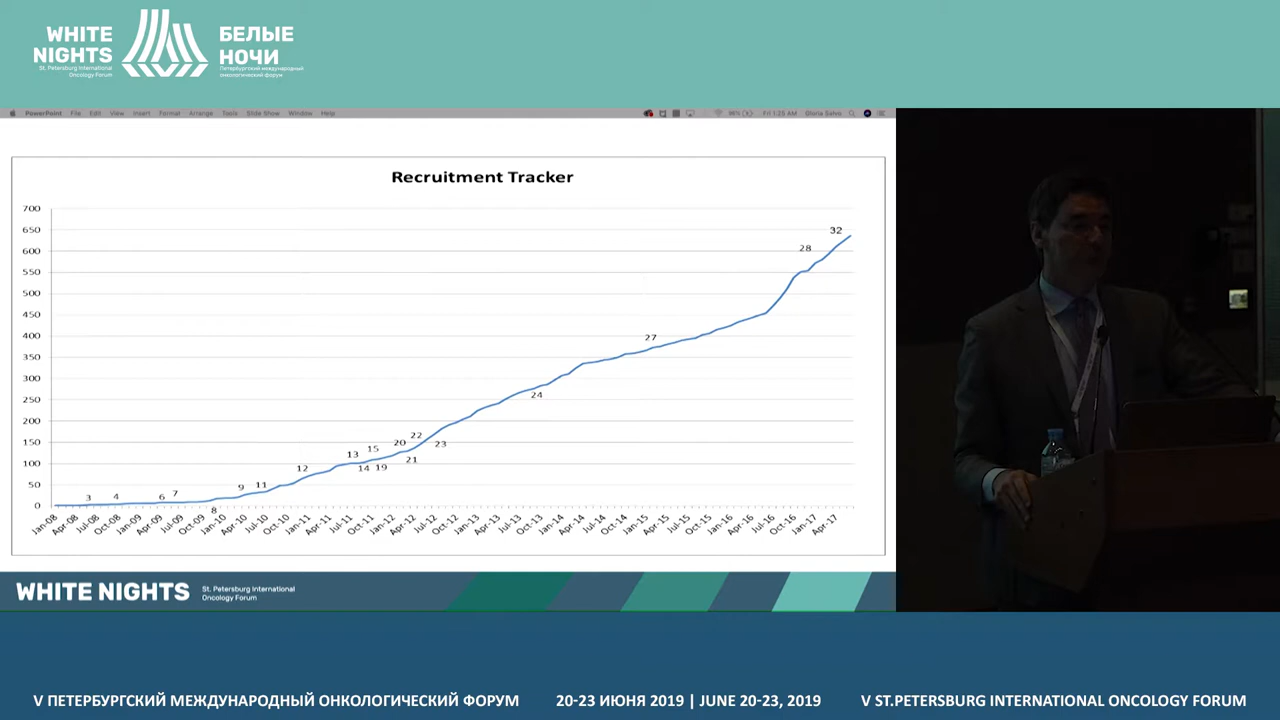 WHITE
NIGHTS
St. Petersburg International
Oncology Forum
БЕЛЫЕ
НОЧИ
Петербургский международный
онкологический форум
PowerPoint File Edit View Insert Format Arrange Tools Slide Show Window Help
96% Fri 1:25 AM Gloria Salvo
Recruitment Tracker
700
650
600
550
500
450
400
350
300
250
200
150
100
50
0
3
4
6
7
8
9
11
12
13
14
15
19
20
21
22
23
24
27
28
32
Jan-08
Apr-08
Jul-08
Oct-08
Jan-09
Apr-09
Jul-09
Oct-09
Jan-10
Apr-10
Jul-10
Oct-10
Jan-11
Apr-11
Jul-11
Oct-11
Jan-12
Apr-12
Jul-12
Oct-12
Jan-13
Apr-13
Jul-13
Oct-13
Jan-14
Apr-14
Jul-14
Oct-14
Jan-15
Apr-15
Jul-15
Oct-15
Jan-16
Apr-16
Jul-16
Oct-16
Jan-17
Apr-17
WHITE NIGHTS
St. Petersburg International
Oncology Forum
V ПЕТЕРБУРГСКИЙ МЕЖДУНАРОДНЫЙ ОНКОЛОГИЧЕСКИЙ ФОРУМ
20-23 ИЮНЯ 2019 | JUNE 20-23, 2019
V ST.PETERSBURG INTERNATIONAL ONCOLOGY FORUM